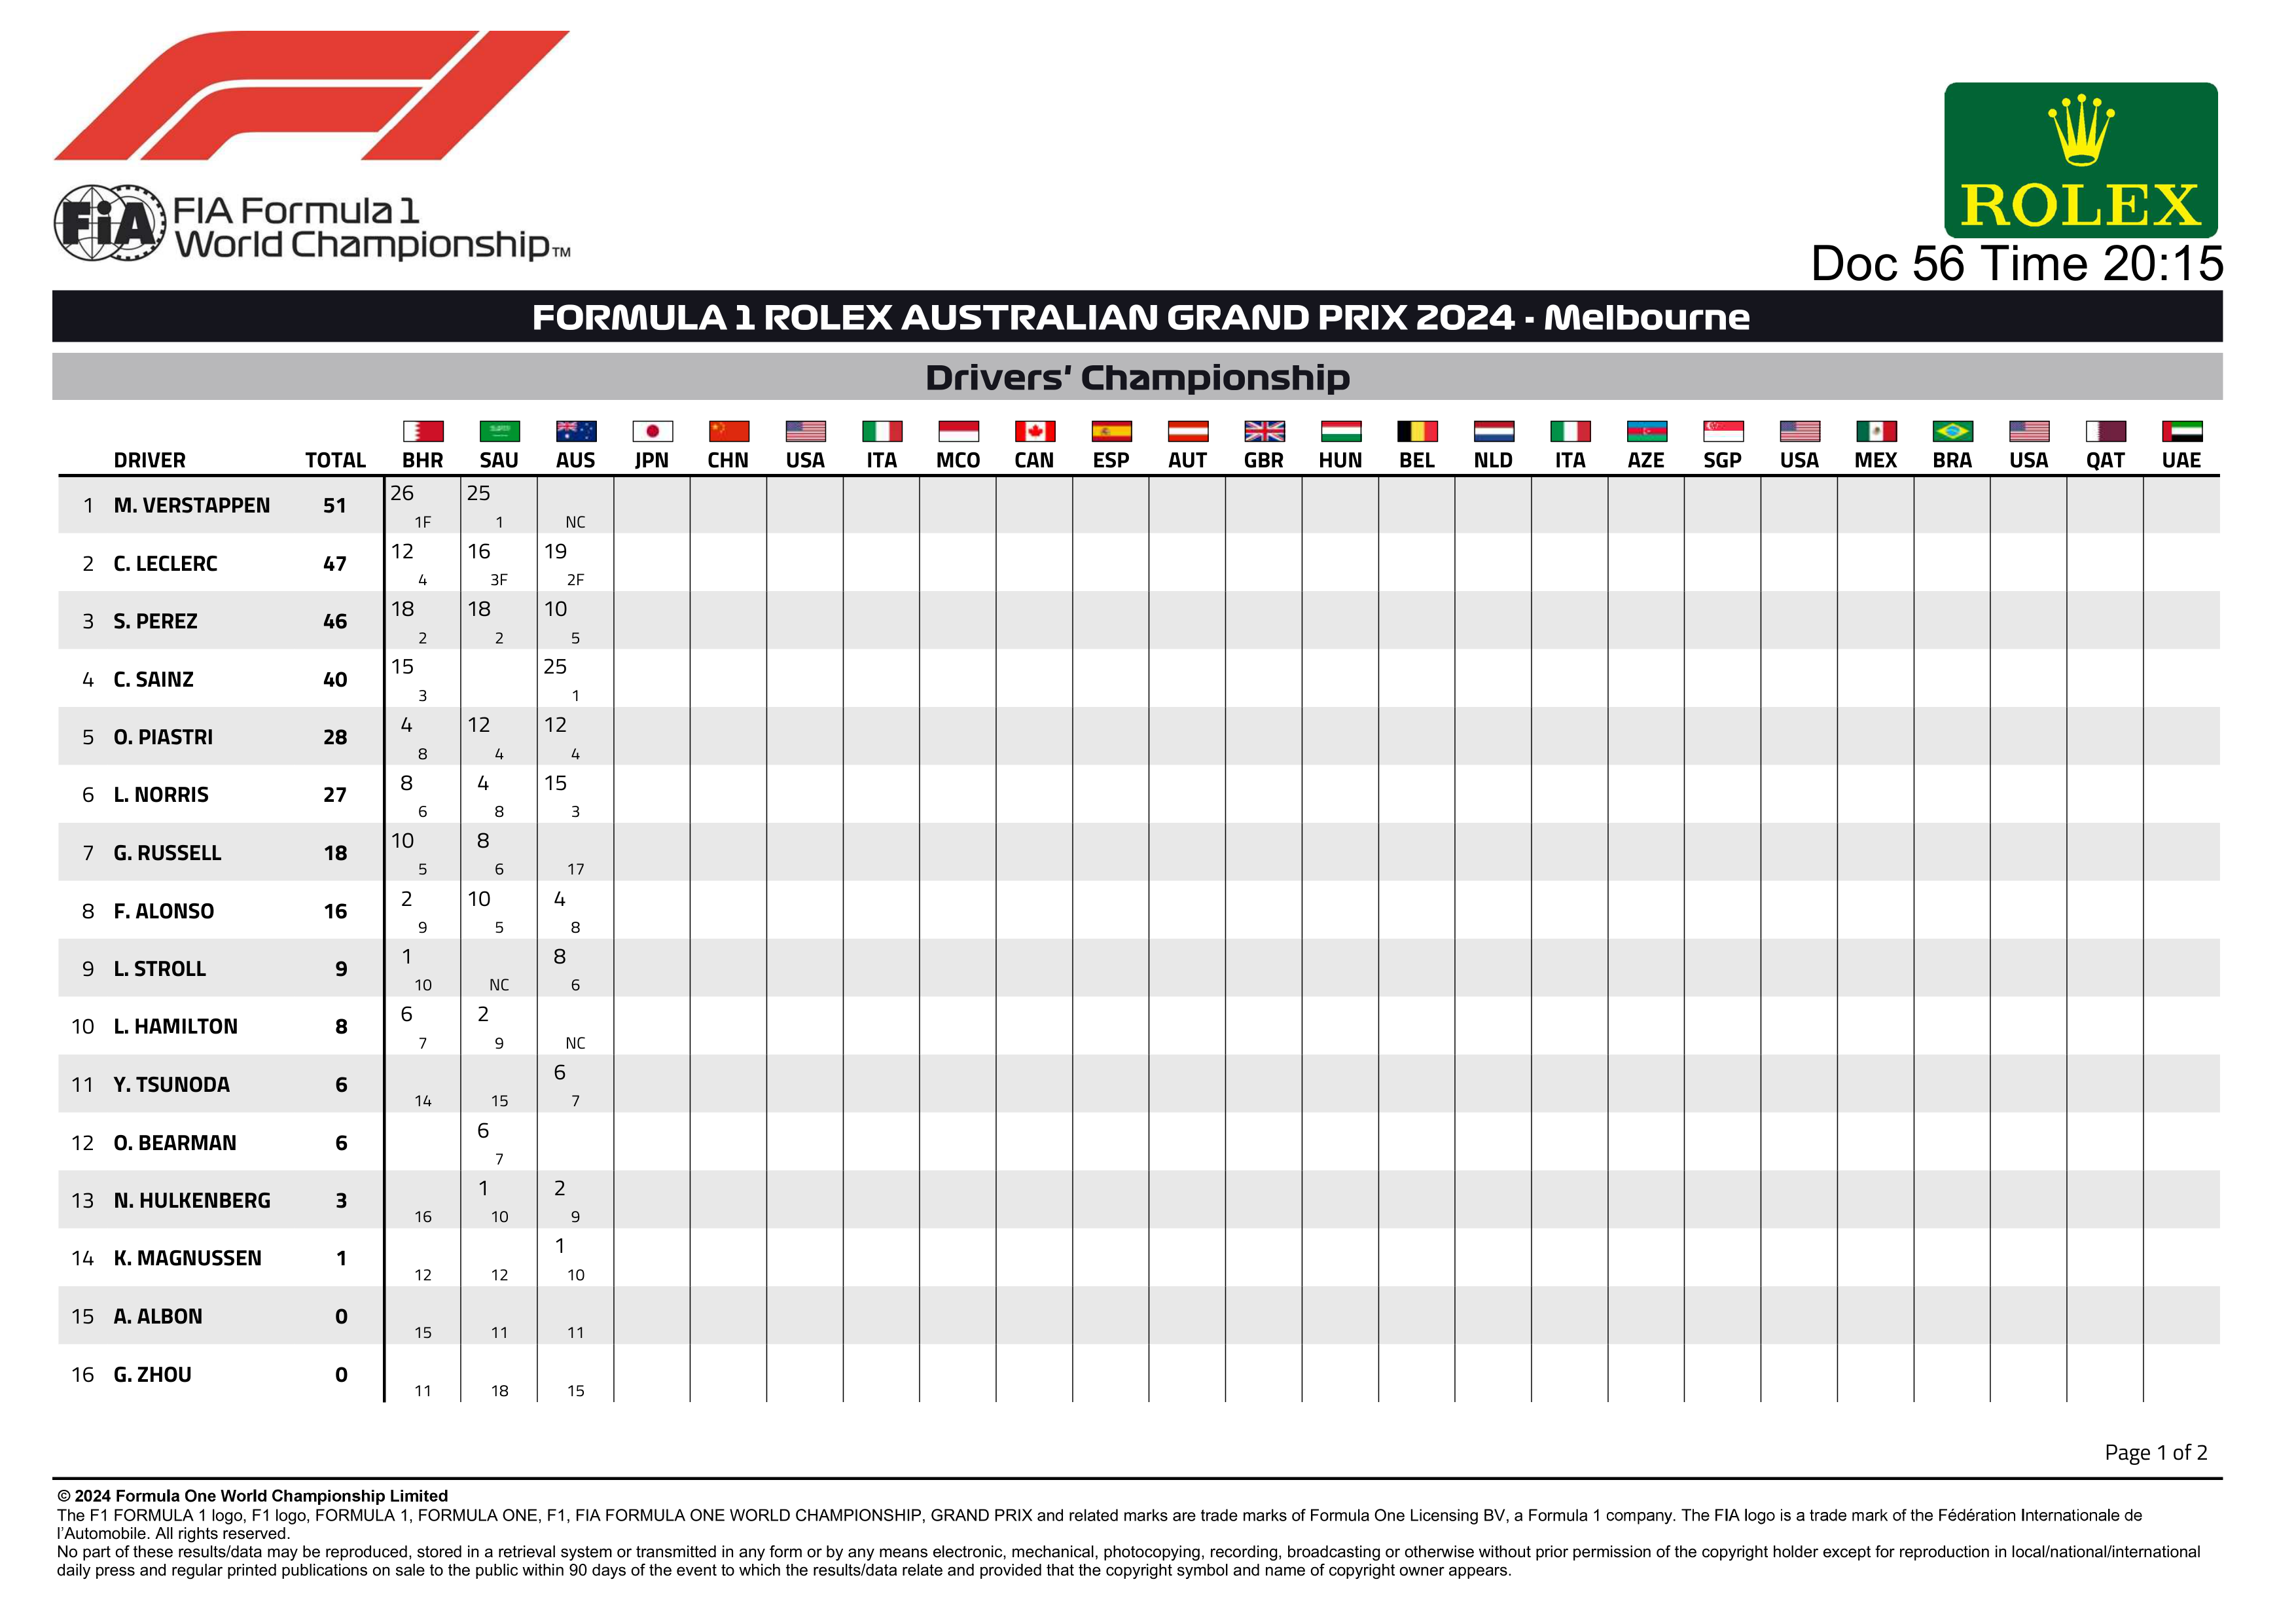 FIA Formula 1
World Championship™
ROLEX
Doc 56 Time 20:15
FORMULA 1 ROLEX AUSTRALIAN GRAND PRIX 2024 - Melbourne
Drivers' Championship
DRIVER TOTAL BHR SAU AUS JPN CHN USA ITA MCO CAN ESP AUT GBR HUN BEL NLD ITA AZE SGP USA MEX BRA USA QAT UAE
1 M. VERSTAPPEN 51 26 25
1F 1 NC
2 C. LECLERC 47 12 16 19
4 3F 2F
3 S. PEREZ 46 18 18 10
2 2 5
4 C. SAINZ 40 15 25
3 1
5 O. PIASTRI 28 4 12 12
8 4 4
6 L. NORRIS 27 8 4 15
6 8 3
7 G. RUSSELL 18 10 8
5 6 17
8 F. ALONSO 16 2 10 4
9 5 8
9 L. STROLL 9 1 8
10 NC 6
10 L. HAMILTON 8 6 2
7 9 NC
11 Y. TSUNODA 6 6
14 15 7
12 O. BEARMAN 6 6
7
13 N. HULKENBERG 3 1 2
16 10 9
14 K. MAGNUSSEN 1 1
12 12 10
15 A. ALBON 0
15 11 11
16 G. ZHOU 0
11 18 15
Page 1 of 2
© 2024 Formula One World Championship Limited
The F1 FORMULA 1 logo, F1 logo, FORMULA 1, FORMULA ONE, F1, FIA FORMULA ONE WORLD CHAMPIONSHIP, GRAND PRIX and related marks are trade marks of Formula One Licensing BV, a Formula 1 company. The FIA logo is a trade mark of the Fédération Internationale de
l'Automobile. All rights reserved.
No part of these results/data may be reproduced, stored in a retrieval system or transmitted in any form or by any means electronic, mechanical, photocopying, recording, broadcasting or otherwise without prior permission of the copyright holder except for reproduction in local/national/international
daily press and regular printed publications on sale to the public within 90 days of the event to which the results/data relate and provided that the copyright symbol and name of copyright owner appears.